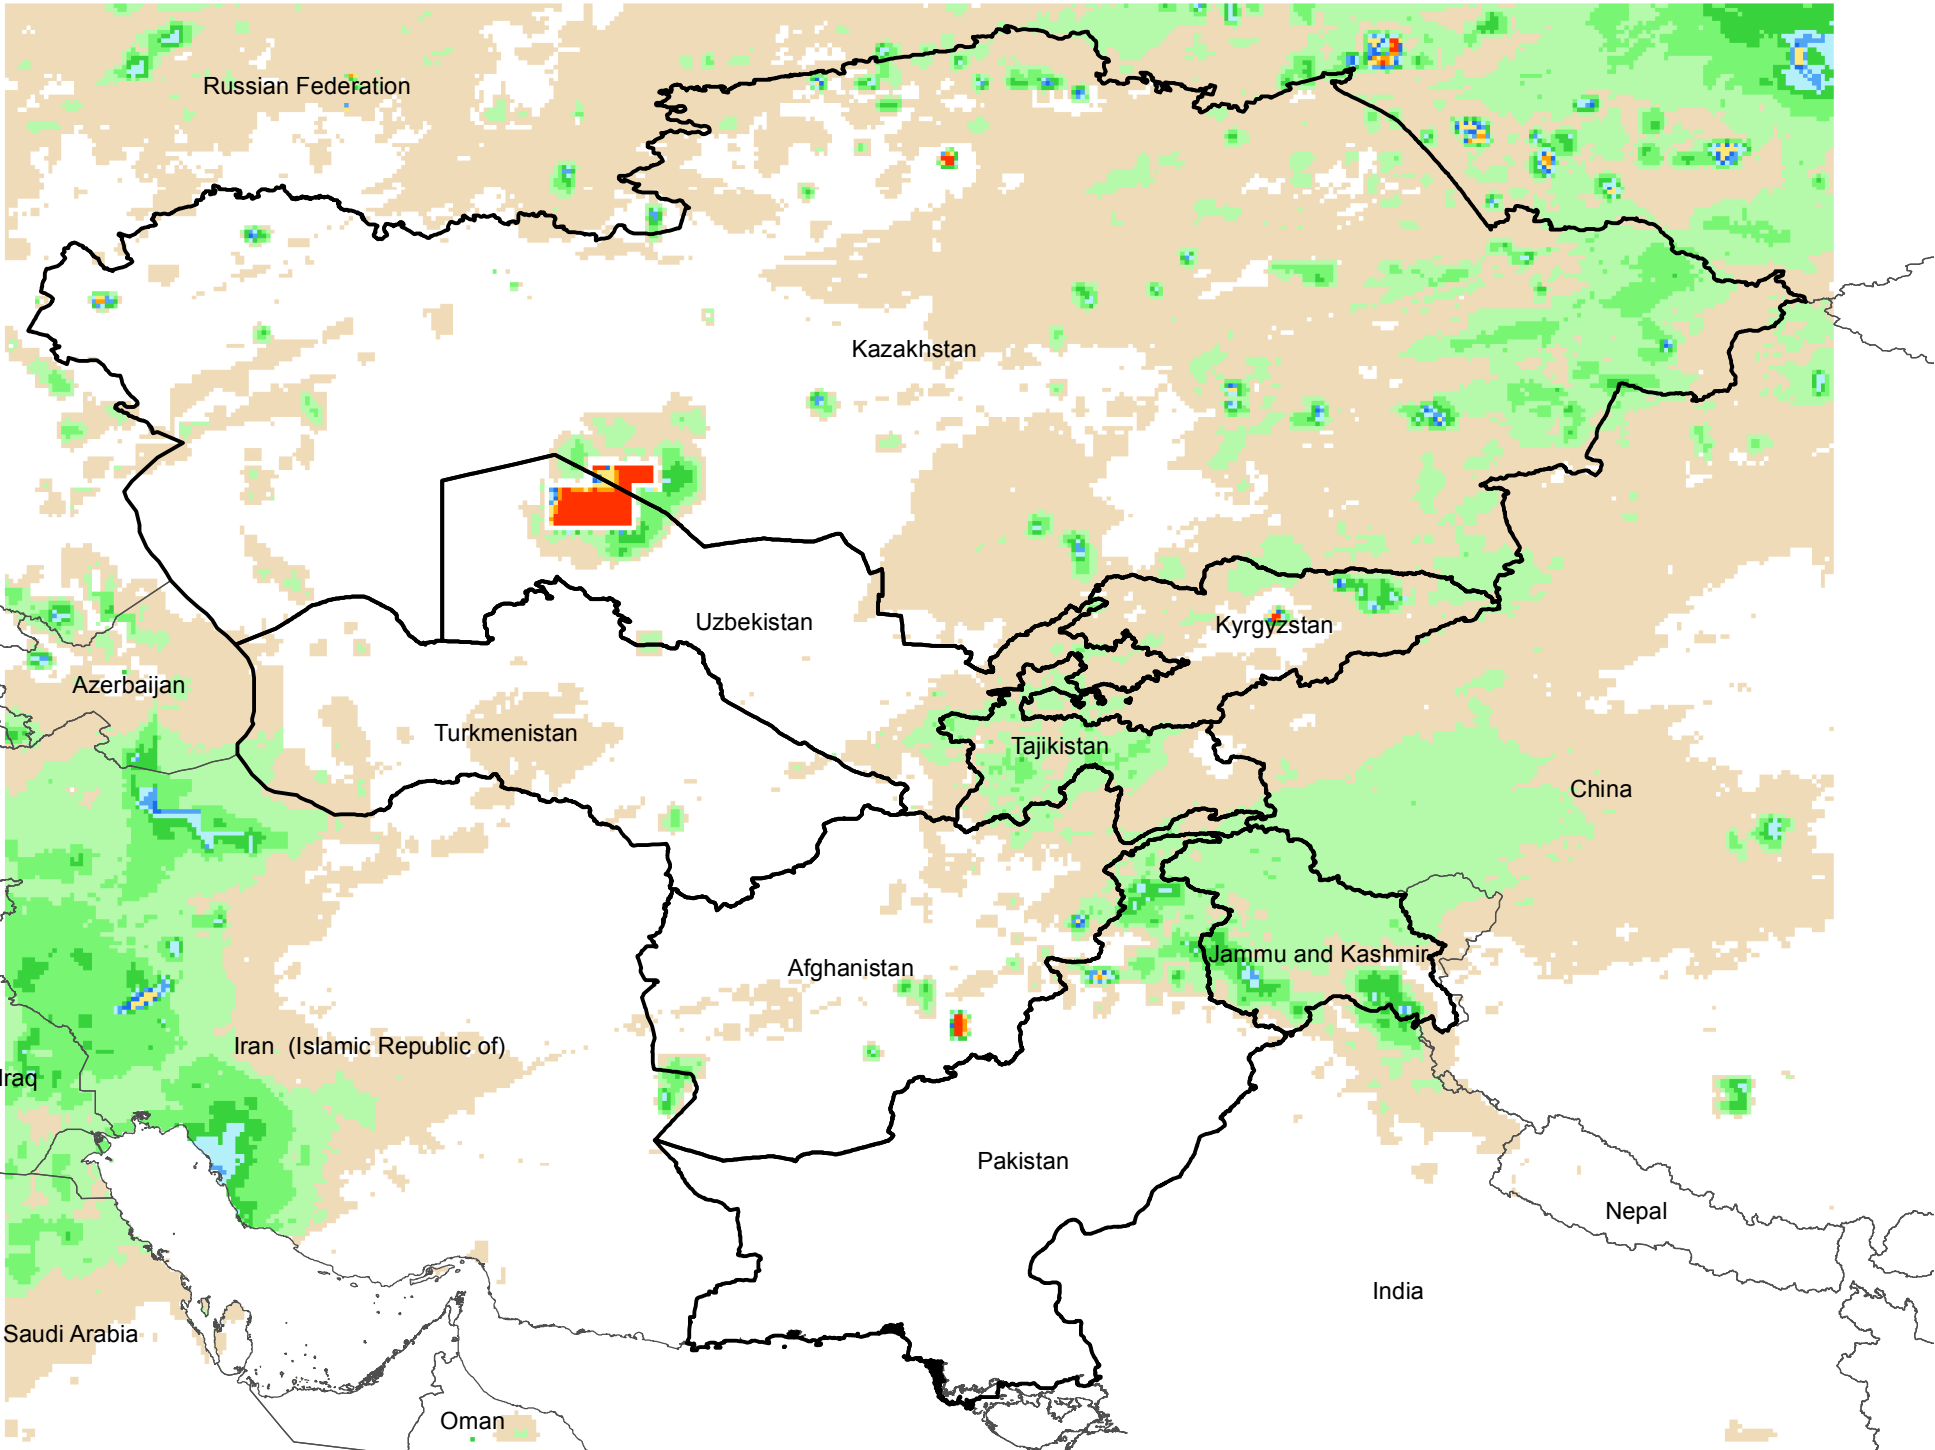 Russian Federation
Kazakhstan
Uzbekistan
Kyrgyzstan
Azerbaijan
Turkmenistan
Tajikistan
China
Jammu and Kashmir
Afghanistan
Iran (Islamic Republic of)
Iraq
Pakistan
Nepal
India
Saudi Arabia
Oman